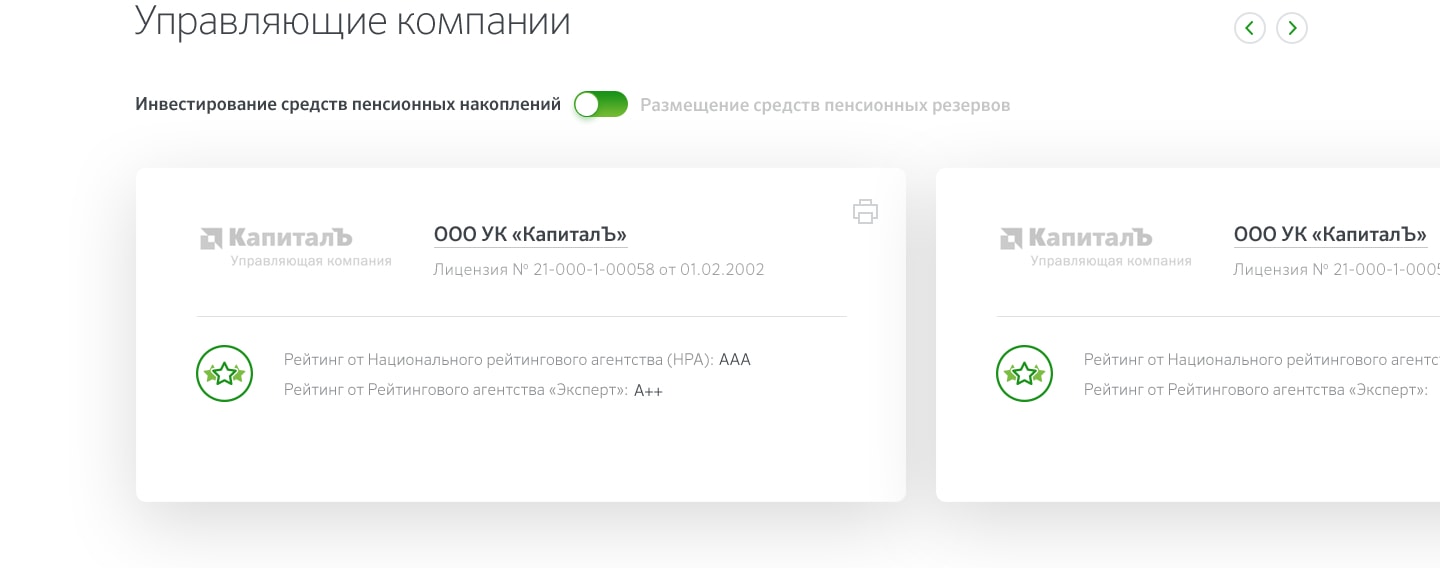 Управляющие компании
Инвестирование средств пенсионных накоплений
Размещение средств пенсионных резервов
КапиталЪ
Управляющая компания
ООО УК «КапиталЪ»
Лицензия № 21-000-1-00058 от 01.02.2002
Рейтинг от Национального рейтингового агентства (НРА): AAA
Рейтинг от Рейтингового агентства «Эксперт»: A++
КапиталЪ
Управляющая компания
ООО УК «КапиталЪ»
Лицензия № 21-000-1-0005
Рейтинг от Национального рейтингового агентс
Рейтинг от Рейтингового агентства «Эксперт»: